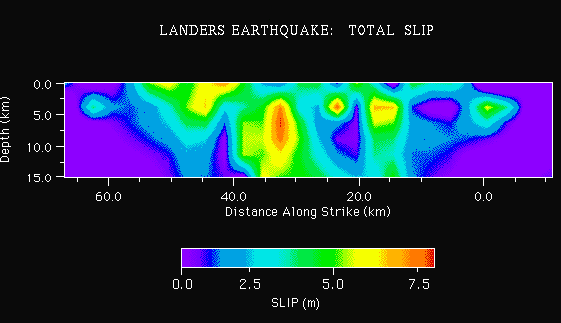 LANDERS EARTHQUAKE: TOTAL SLIP
Depth (km)
0.0
5.0
10.0
15.0
60.0 40.0 20.0 0.0
Distance Along Strike (km)
0.0 2.5 5.0 7.5
SLIP (m)